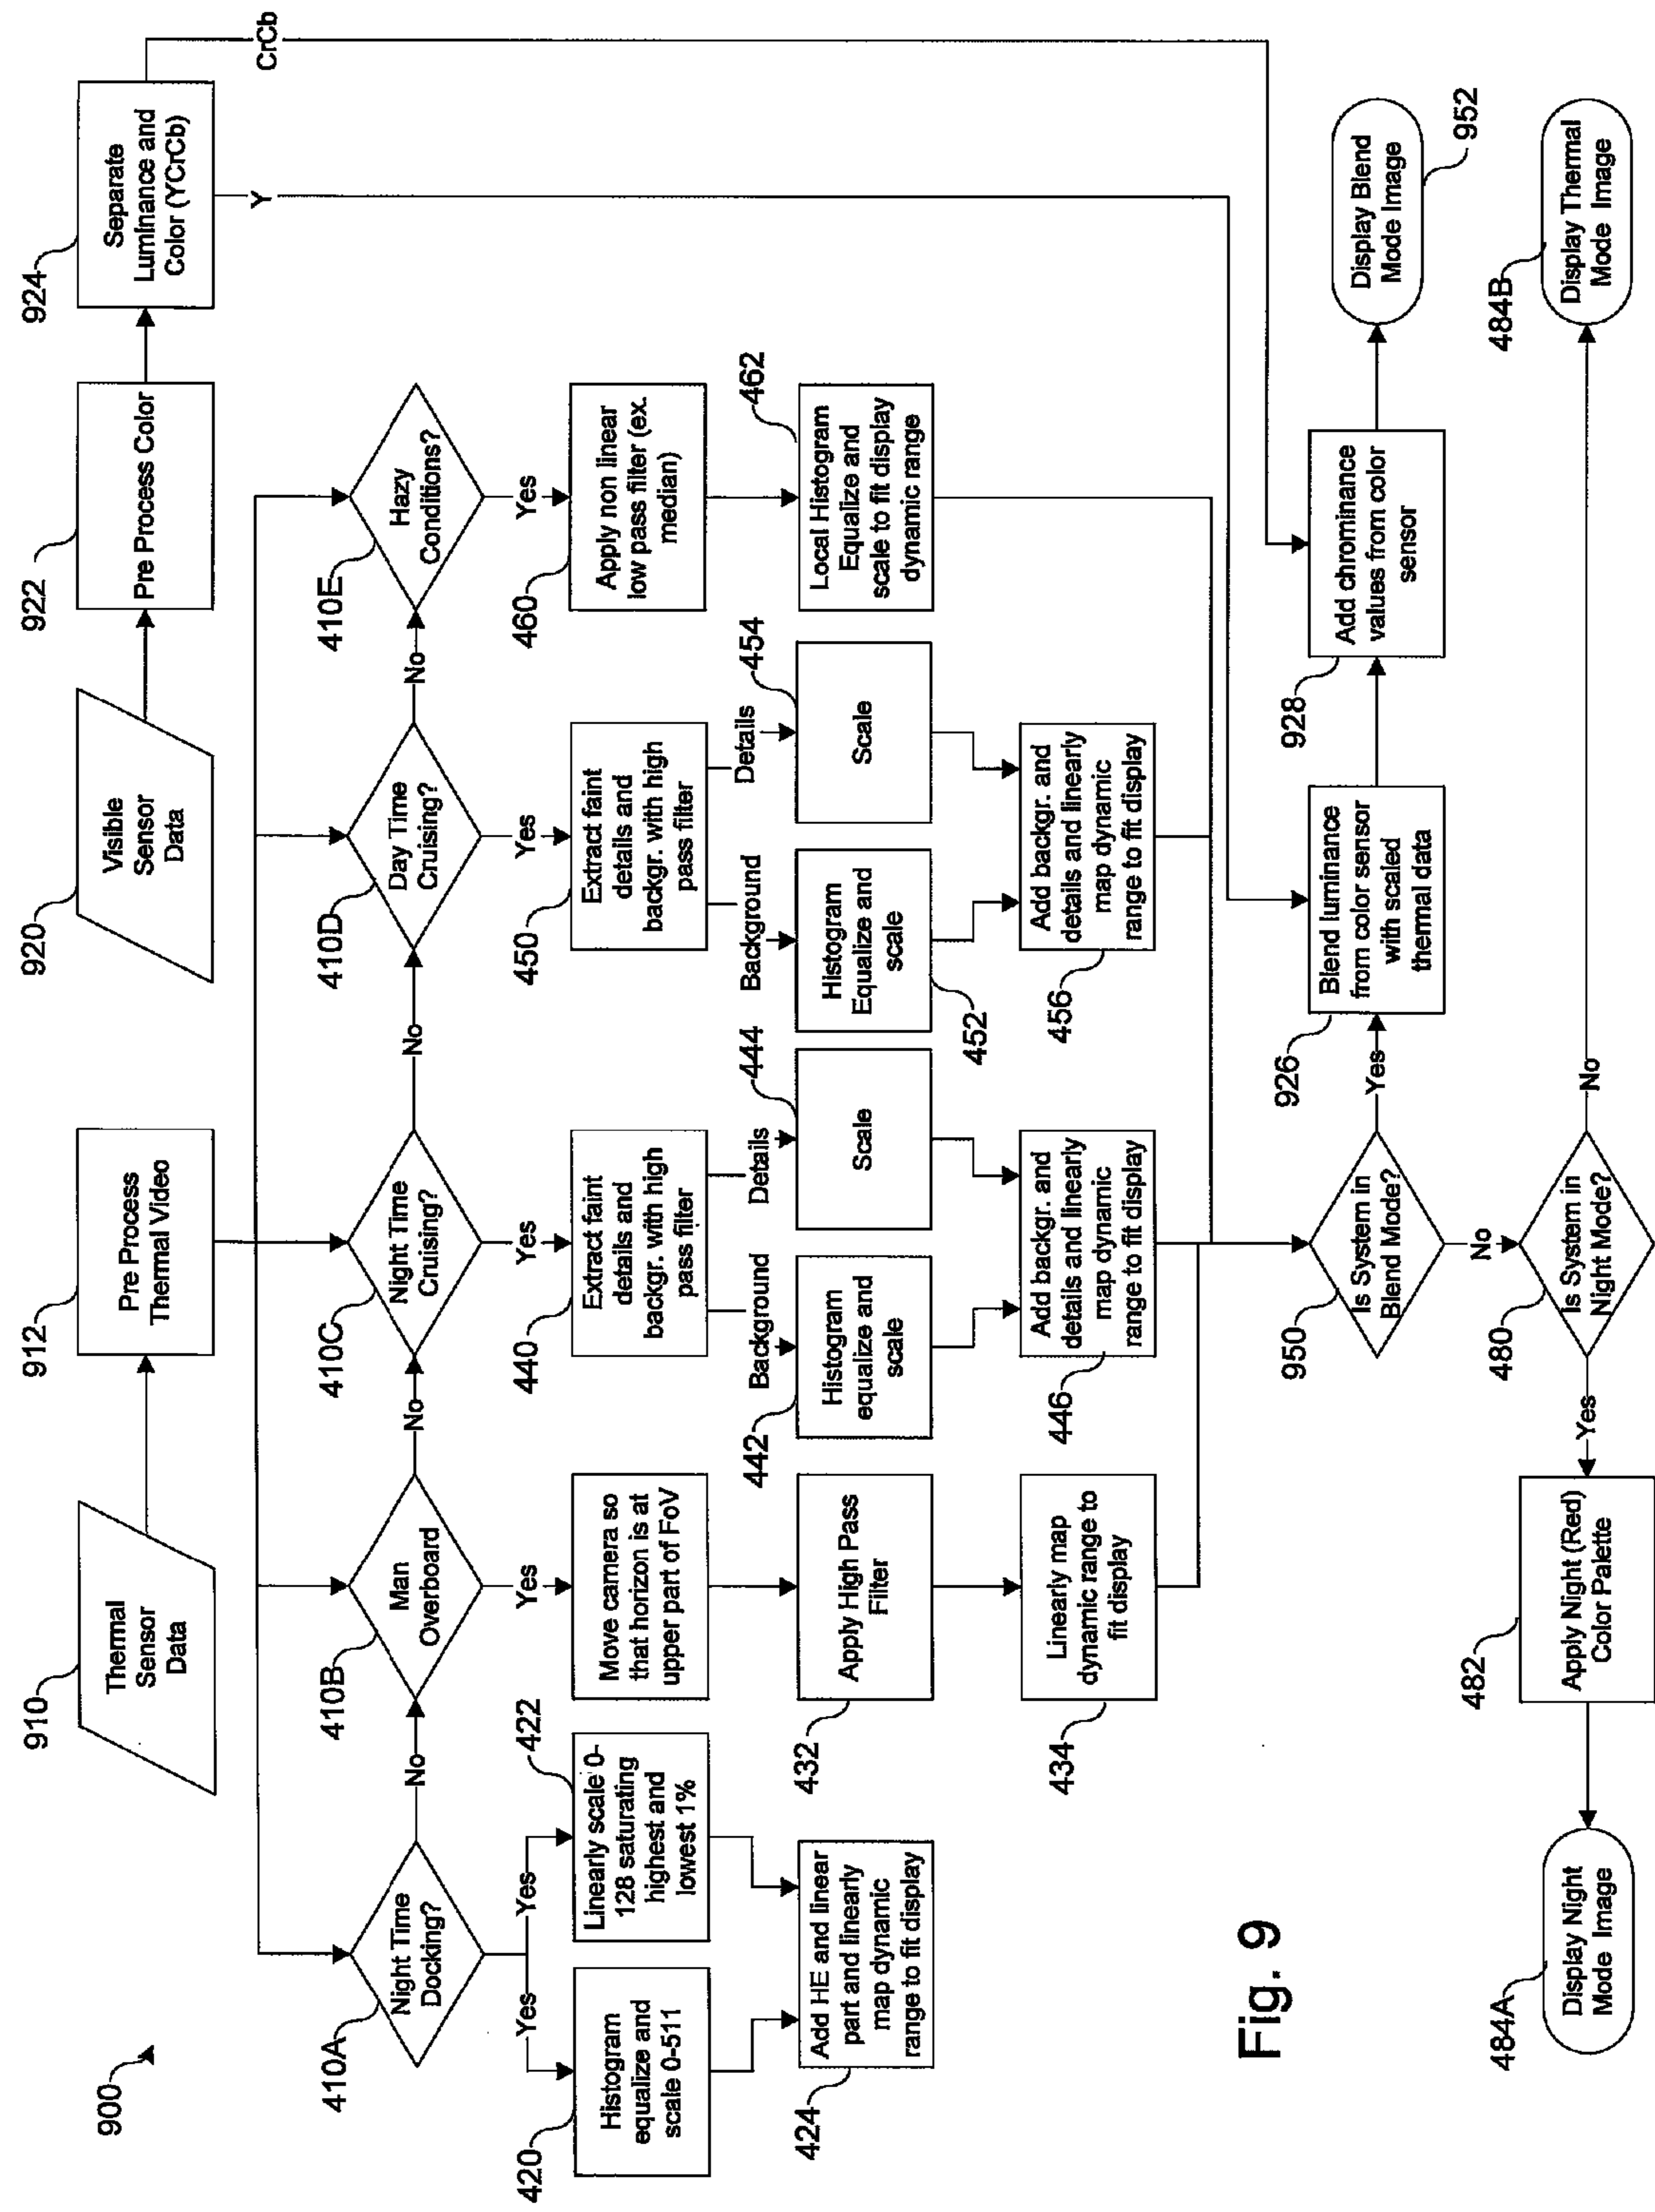 900
910
Thermal
Sensor
Data
912
Pre Process
Thermal Video
920
Visible
Sensor
Data
922
Pre Process Color
924
Separate
Luminance and
Color (YCrCb)
CrCb
Y
410A
Night Time
Docking?
No
410B
Man
Overboard
No
410C
Night Time
Cruising?
No
410D
Day Time
Cruising?
No
410E
Hazy
Conditions?
Yes
Yes
Yes
Yes
Yes
Yes
420
Histogram
equalize and
scale 0-511
422
Linearly scale 0-
128 saturating
highest and
lowest 1%
424
Add HE and linear
part and linearly
map dynamic
range to fit display
Move camera so
that horizon is at
upper part of FoV
432
Apply High Pass
Filter
434
Linearly map
dynamic range to
fit display
440
Extract faint
details and
backgr. with high
pass filter
Background
Details
442
Histogram
equalize and
scale
444
Scale
446
Add backgr. and
details and linearly
map dynamic
range to fit display
450
Extract faint
details and
backgr. with high
pass filter
Background
Details
452
Histogram
Equalize and
scale
454
Scale
456
Add backgr. and
details and linearly
map dynamic
range to fit display
460
Apply non linear
low pass filter (ex.
median)
462
Local Histogram
Equalize and
scale to fit display
dynamic range
950
Is System in
Blend Mode?
Yes
926
Blend luminance
from color sensor
with scaled
thermal data
928
Add chrominance
values from color
sensor
Display Blend
Mode Image
952
No
480
Is System in
Night Mode?
No
484B
Display Thermal
Mode Image
Yes
482
Apply Night (Red)
Color Palette
484A
Display Night
Mode Image
Fig. 9